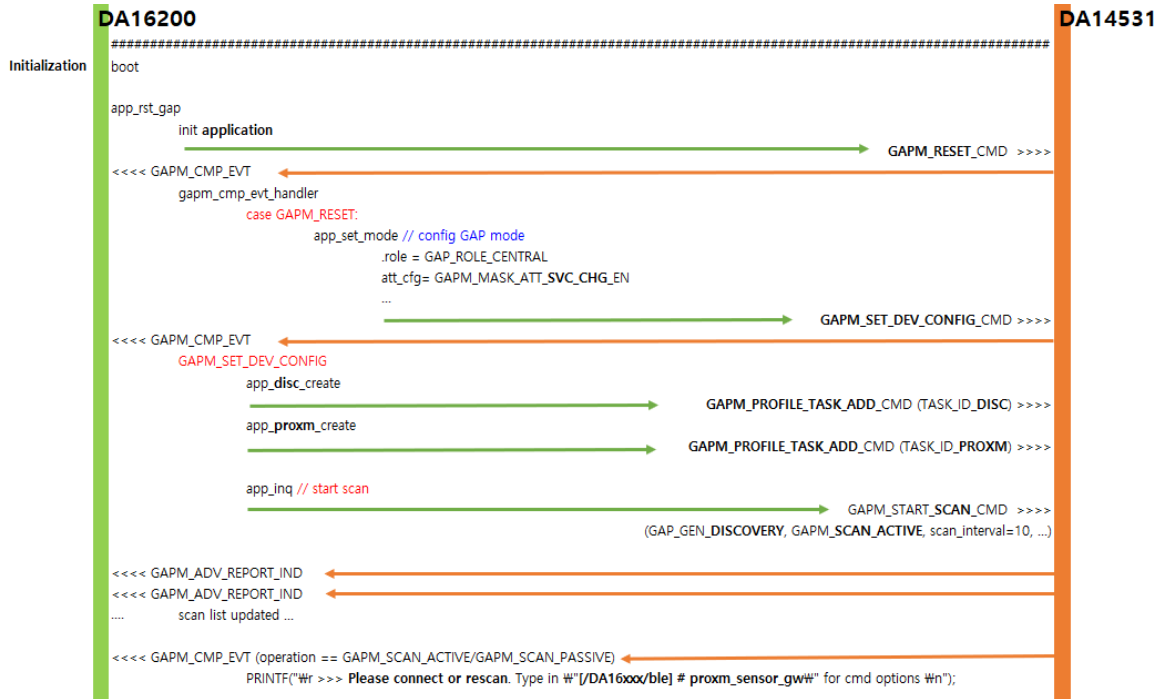 DA16200 DA14531
##########################################################################################################################
Initialization boot
app_rst_gap
init application
GAPM_RESET_CMD >>>>
<<<< GAPM_CMP_EVT
gapm_cmp_evt_handler
case GAPM_RESET:
app_set_mode // config GAP mode
.role = GAP_ROLE_CENTRAL
att_cfg= GAPM_MASK_ATT_SVC_CHG_EN
...
GAPM_SET_DEV_CONFIG_CMD >>>>
<<<< GAPM_CMP_EVT
GAPM_SET_DEV_CONFIG
app_disc_create
GAPM_PROFILE_TASK_ADD_CMD (TASK_ID_DISC) >>>>
app_proxm_create
GAPM_PROFILE_TASK_ADD_CMD (TASK_ID_PROXM) >>>>
app_inq // start scan
GAPM_START_SCAN_CMD >>>>
(GAP_GEN_DISCOVERY, GAPM_SCAN_ACTIVE, scan_interval=10, ...)
<<<< GAPM_ADV_REPORT_IND
<<<< GAPM_ADV_REPORT_IND
.... scan list updated ...
<<<< GAPM_CMP_EVT (operation == GAPM_SCAN_ACTIVE/GAPM_SCAN_PASSIVE)
PRINTF("₩r >>> Please connect or rescan. Type in ₩"[/DA16xxx/ble] # proxm_sensor_gw₩" for cmd options ₩n");